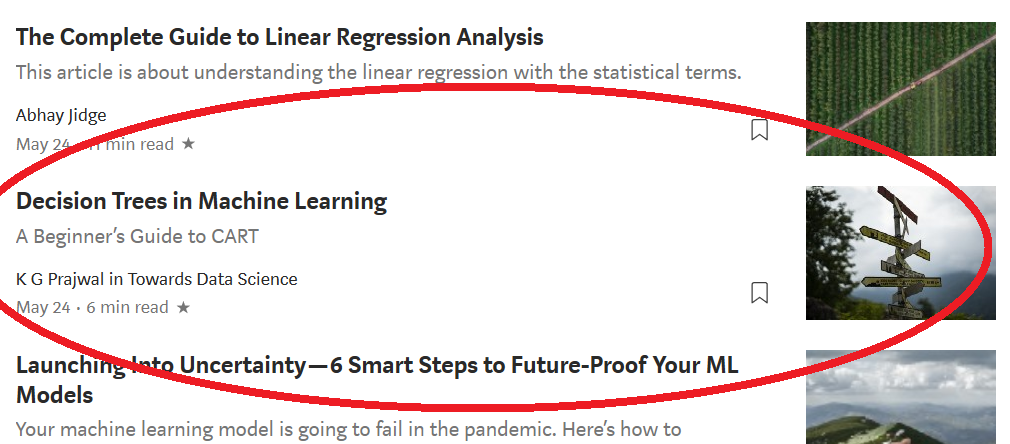 The Complete Guide to Linear Regression Analysis
This article is about understanding the linear regression with the statistical terms.
Abhay Jidge
May 24 · min read ★
Decision Trees in Machine Learning
A Beginner’s Guide to CART
K G Prajwal in Towards Data Science
May 24 · 6 min read ★
Launching Into Uncertainty — 6 Smart Steps to Future-Proof Your ML
Models
Your machine learning model is going to fail in the pandemic. Here’s how to